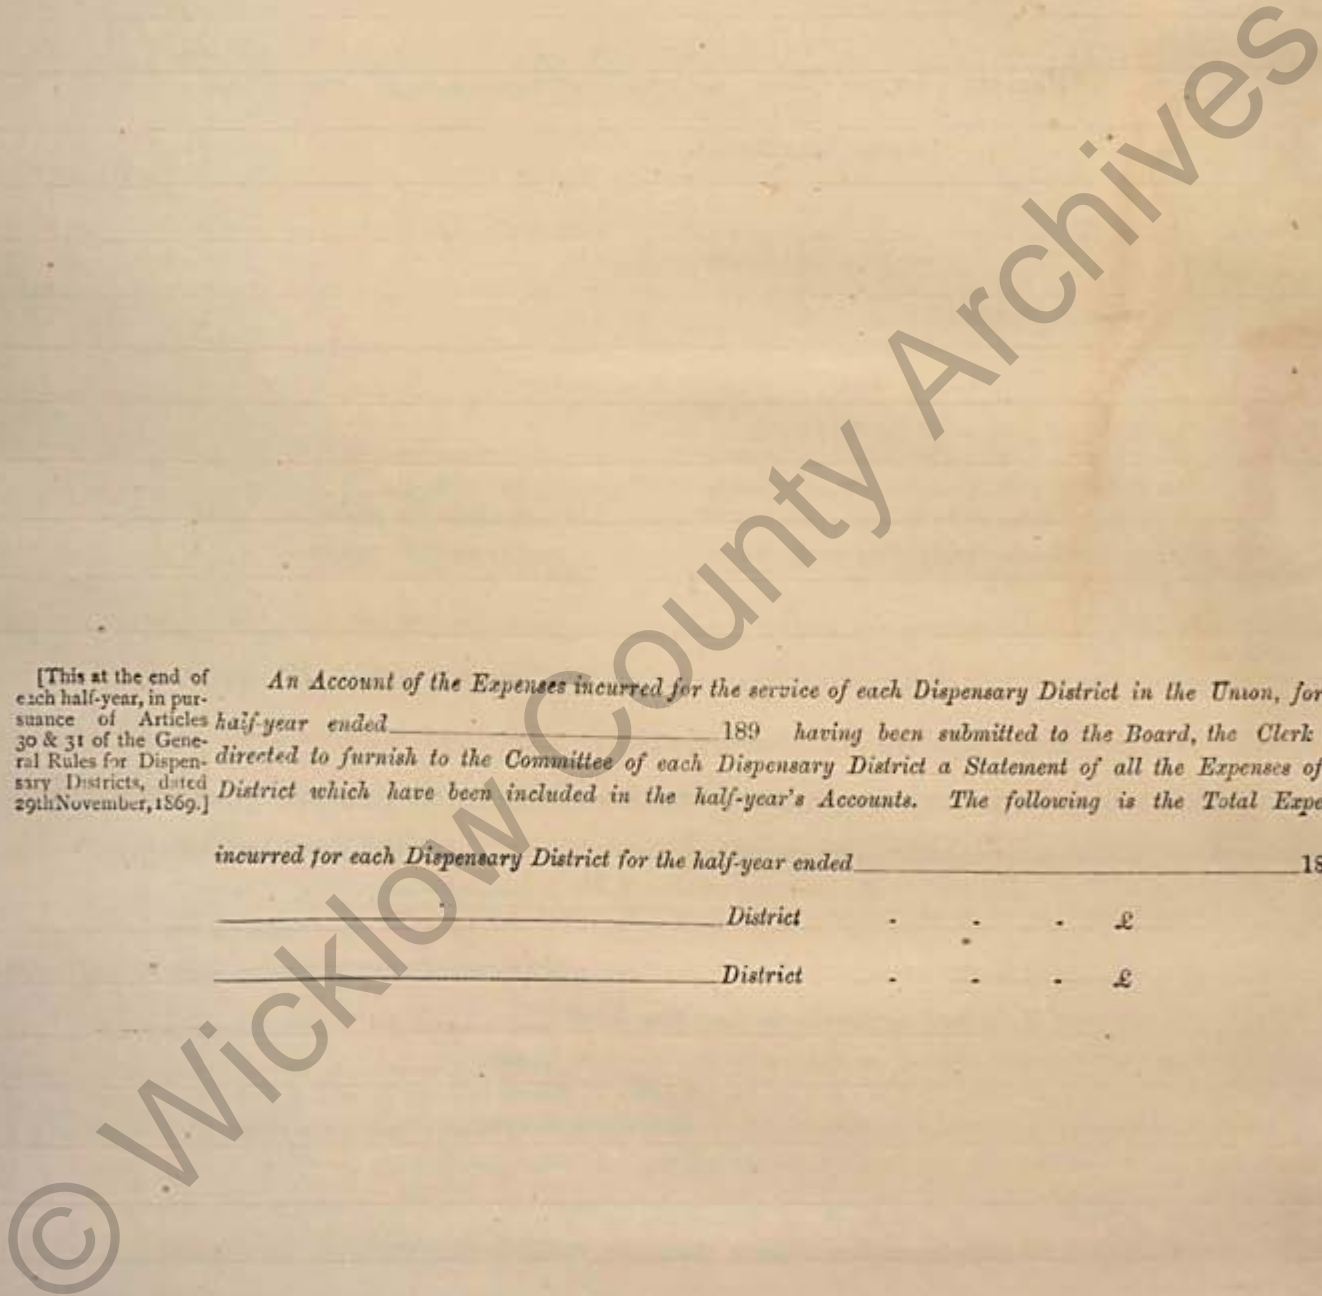 [This at the end of
each half-year, in pur-
suance of Articles
30 & 31 of the Gene-
ral Rules for Dispen-
sary Districts, dated
29th November, 1869.]
An Account of the Expenses incurred for the service of each Dispensary District in the Union, for
half-year ended 189 having been submitted to the Board, the Clerk
directed to furnish to the Committee of each Dispensary District a Statement of all the Expenses of
District which have been included in the half-year's Accounts. The following is the Total Expe
incurred for each Dispensary District for the half-year ended 18
District - - - £
District - - - £
© Wicklow County Archives